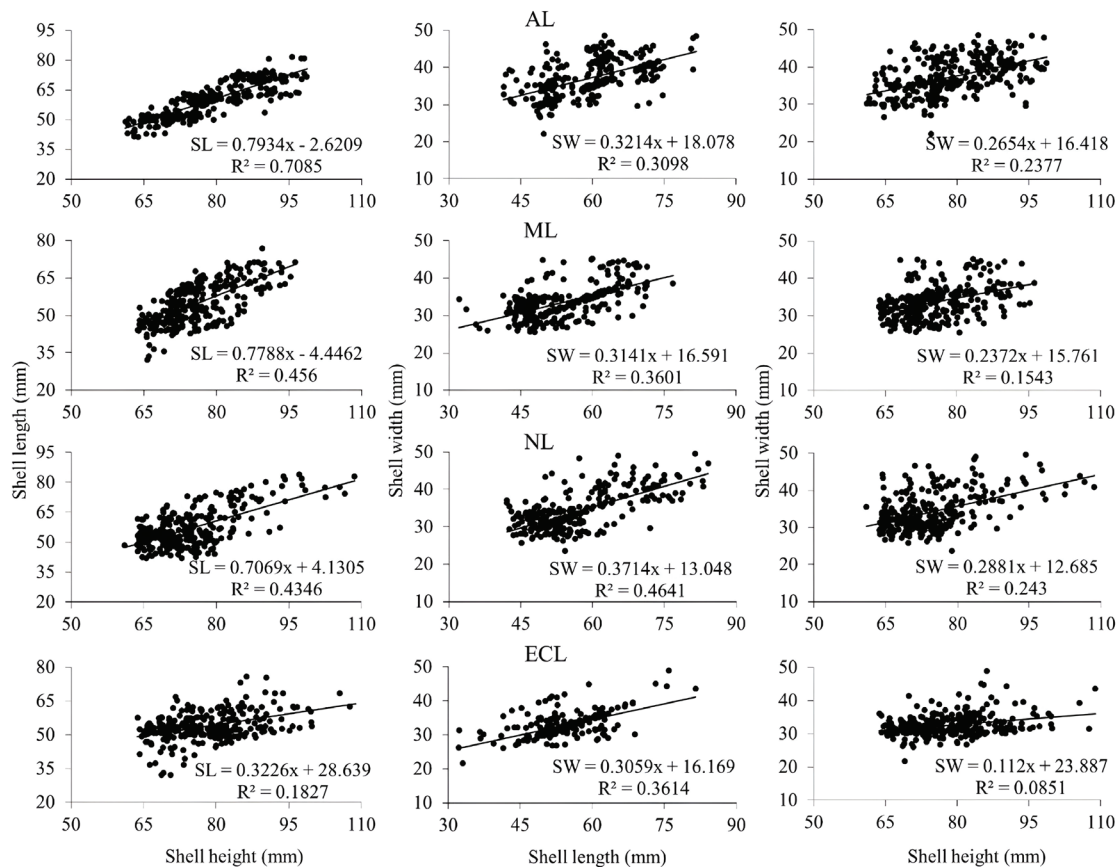 AL
95
80
65
50
35
20
SL = 0.7934x - 2.6209
R² = 0.7085
50 65 80 95 110
50
40
30
20
10
SW = 0.3214x + 18.078
R² = 0.3098
30 45 60 75 90
50
40
30
20
10
SW = 0.2654x + 16.418
R² = 0.2377
50 65 80 95 110
ML
80
65
50
35
20
SL = 0.7788x - 4.4462
R² = 0.456
50 65 80 95 110
50
40
30
20
10
SW = 0.3141x + 16.591
R² = 0.3601
30 45 60 75 90
50
40
30
20
10
SW = 0.2372x + 15.761
R² = 0.1543
50 65 80 95 110
Shell length (mm)
Shell width (mm)
Shell width (mm)
NL
95
80
65
50
35
20
SL = 0.7069x + 4.1305
R² = 0.4346
50 65 80 95 110
50
40
30
20
10
SW = 0.3714x + 13.048
R² = 0.4641
30 45 60 75 90
50
40
30
20
10
SW = 0.2881x + 12.685
R² = 0.243
50 65 80 95 110
ECL
80
65
50
35
20
SL = 0.3226x + 28.639
R² = 0.1827
50 65 80 95 110
Shell height (mm)
50
40
30
20
10
SW = 0.3059x + 16.169
R² = 0.3614
30 45 60 75 90
Shell length (mm)
50
40
30
20
10
SW = 0.112x + 23.887
R² = 0.0851
50 65 80 95 110
Shell height (mm)